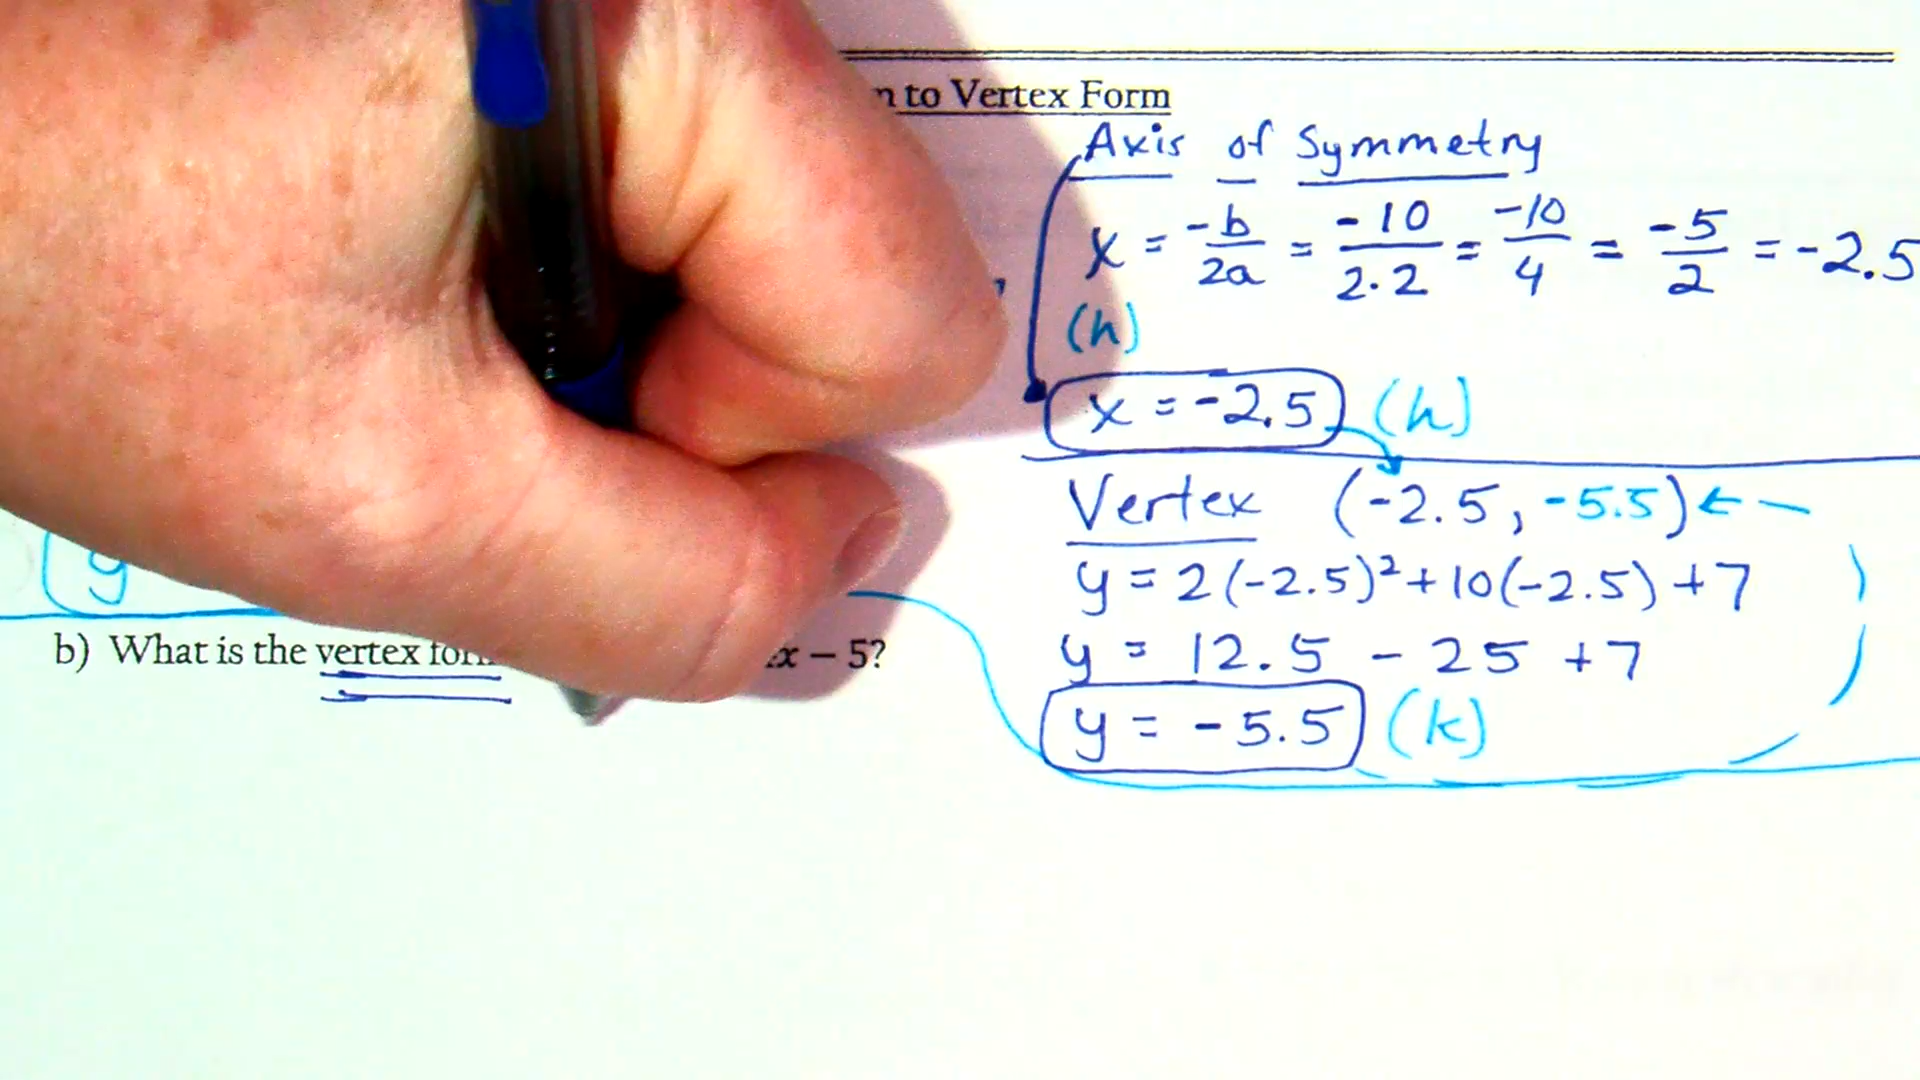 to Vertex Form
Axis of Symmetry
x = -b/2a = -10/2·2 = -10/4 = -5/2 = -2.5
(h)
x = -2.5 (h)
Vertex (-2.5, -5.5) ←
y = 2(-2.5)² + 10(-2.5) + 7
y = 12.5 - 25 + 7
y = -5.5 (k)
y
b) What is the vertex x – 5?